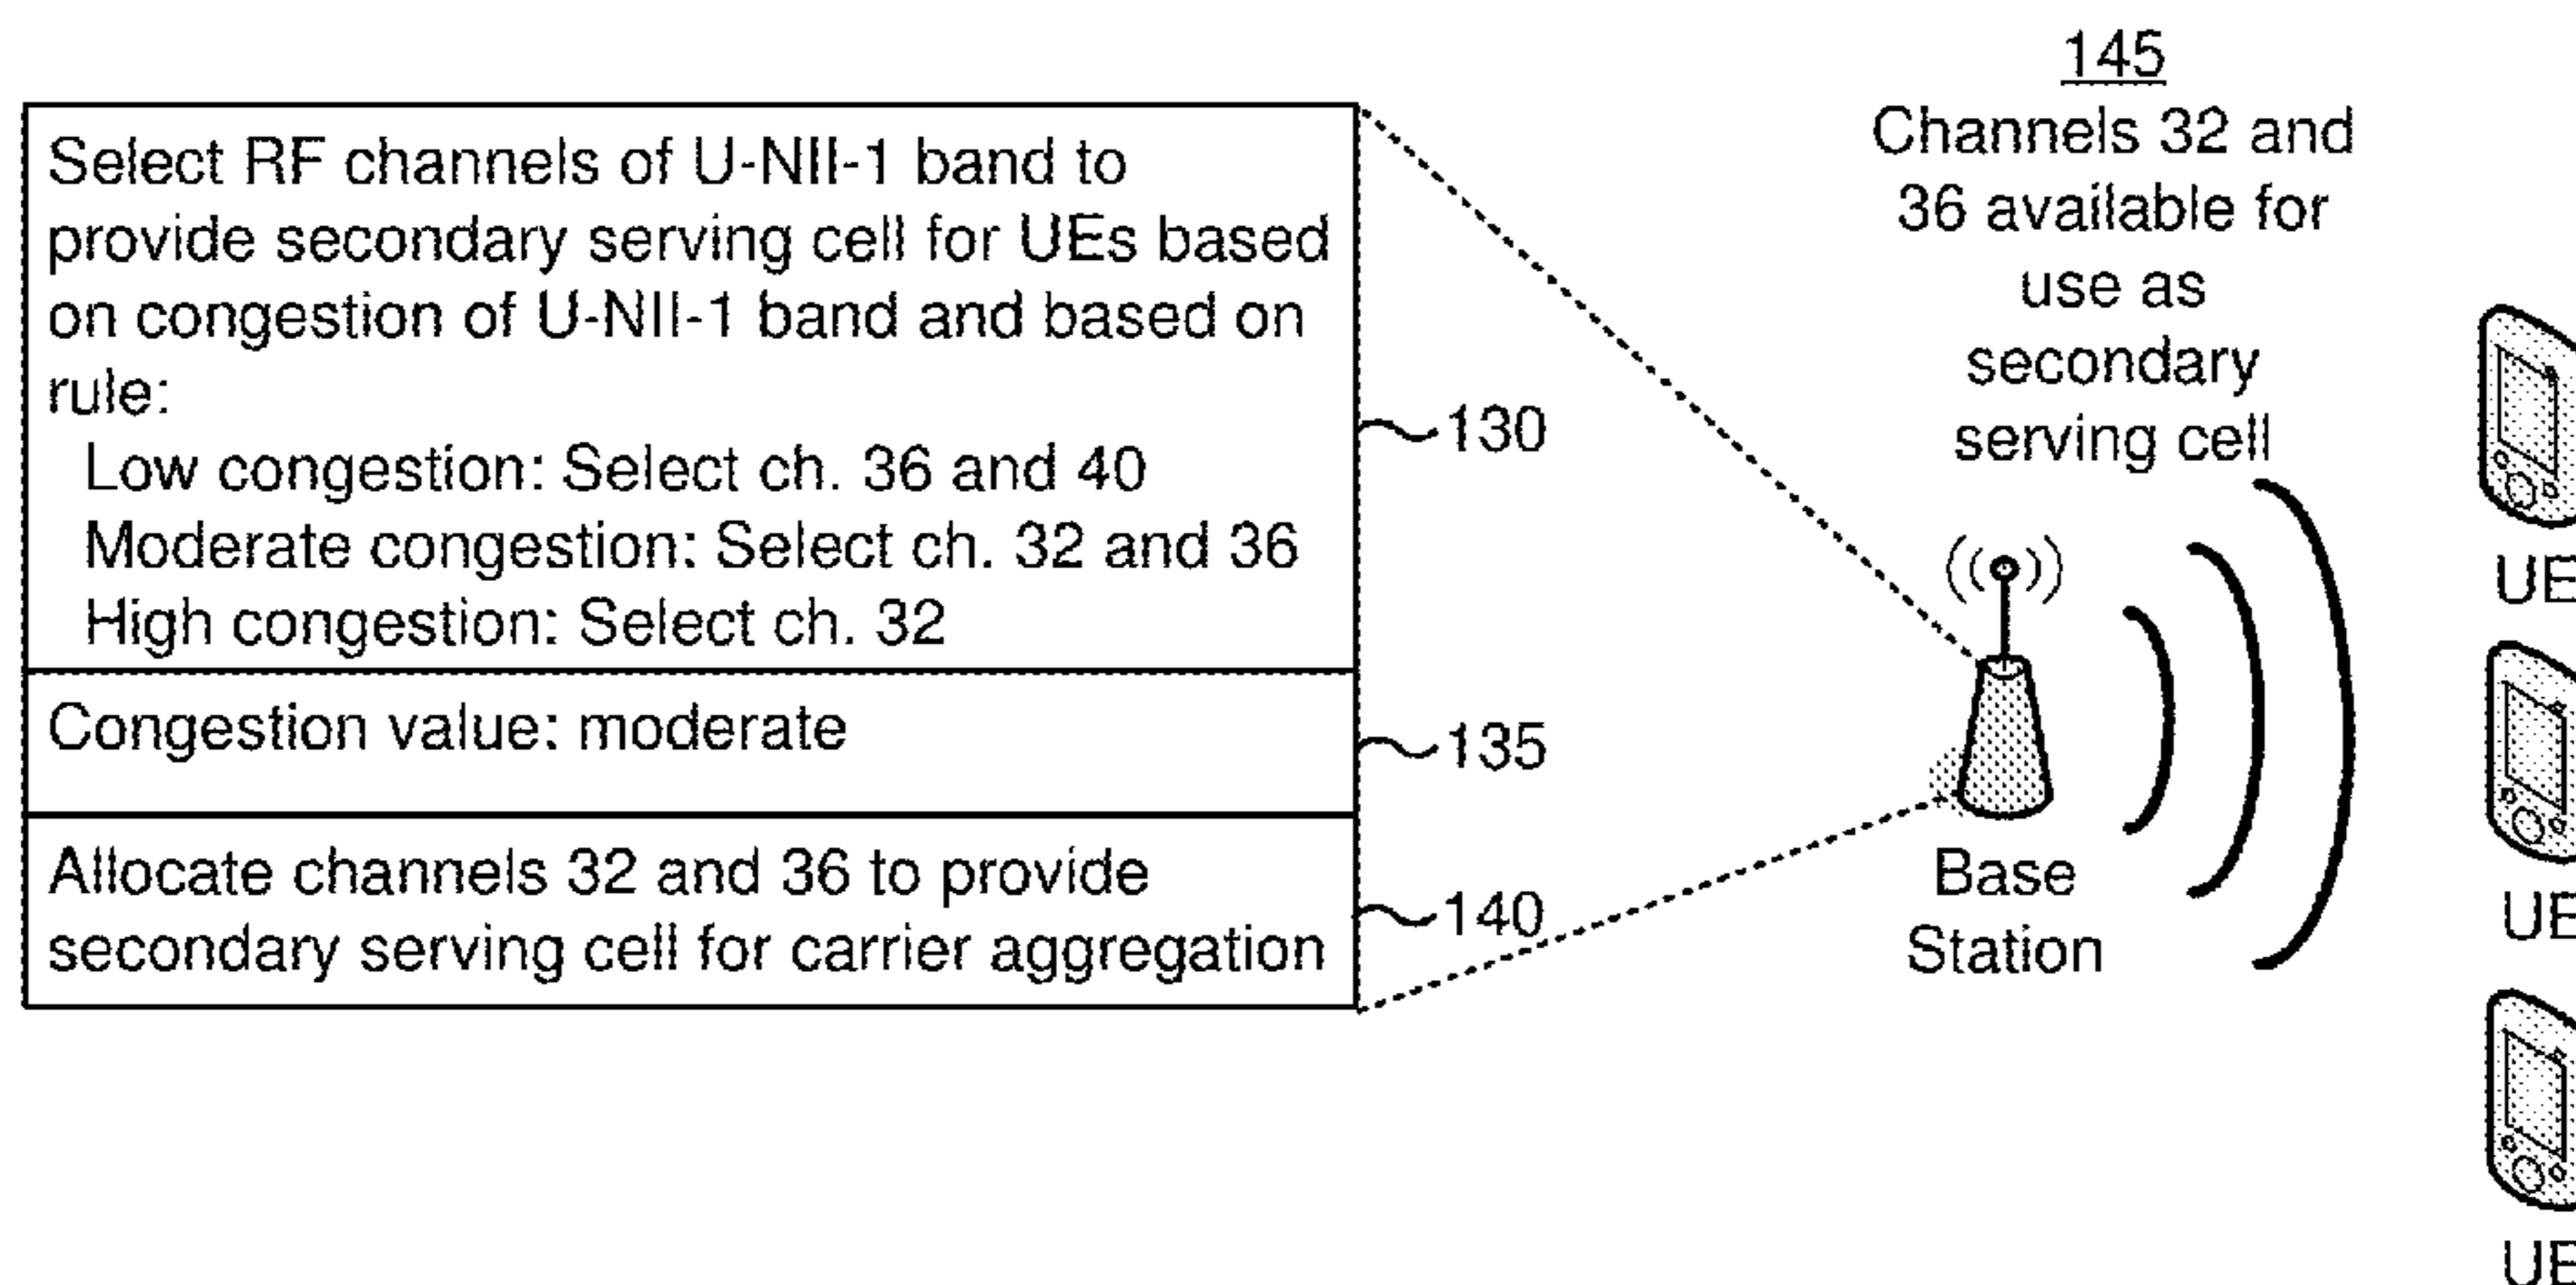 Select RF channels of U-NII-1 band to
provide secondary serving cell for UEs based
on congestion of U-NII-1 band and based on
rule:
Low congestion: Select ch. 36 and 40
Moderate congestion: Select ch. 32 and 36
High congestion: Select ch. 32
130
Congestion value: moderate
135
Allocate channels 32 and 36 to provide
secondary serving cell for carrier aggregation
140
145
Channels 32 and
36 available for
use as
secondary
serving cell
Base
Station
UE
UE
UE